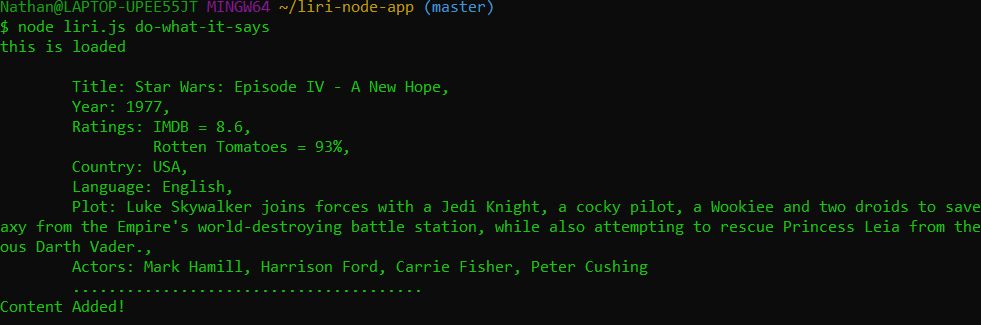 Nathan@LAPTOP-UPEE55JT MINGW64 ~/liri-node-app (master)
$ node liri.js do-what-it-says
this is loaded
Title: Star Wars: Episode IV - A New Hope,
Year: 1977,
Ratings: IMDB = 8.6,
Rotten Tomatoes = 93%,
Country: USA,
Language: English,
Plot: Luke Skywalker joins forces with a Jedi Knight, a cocky pilot, a Wookiee and two droids to save
axy from the Empire's world-destroying battle station, while also attempting to rescue Princess Leia from the
ous Darth Vader.,
Actors: Mark Hamill, Harrison Ford, Carrie Fisher, Peter Cushing
.......................................
Content Added!